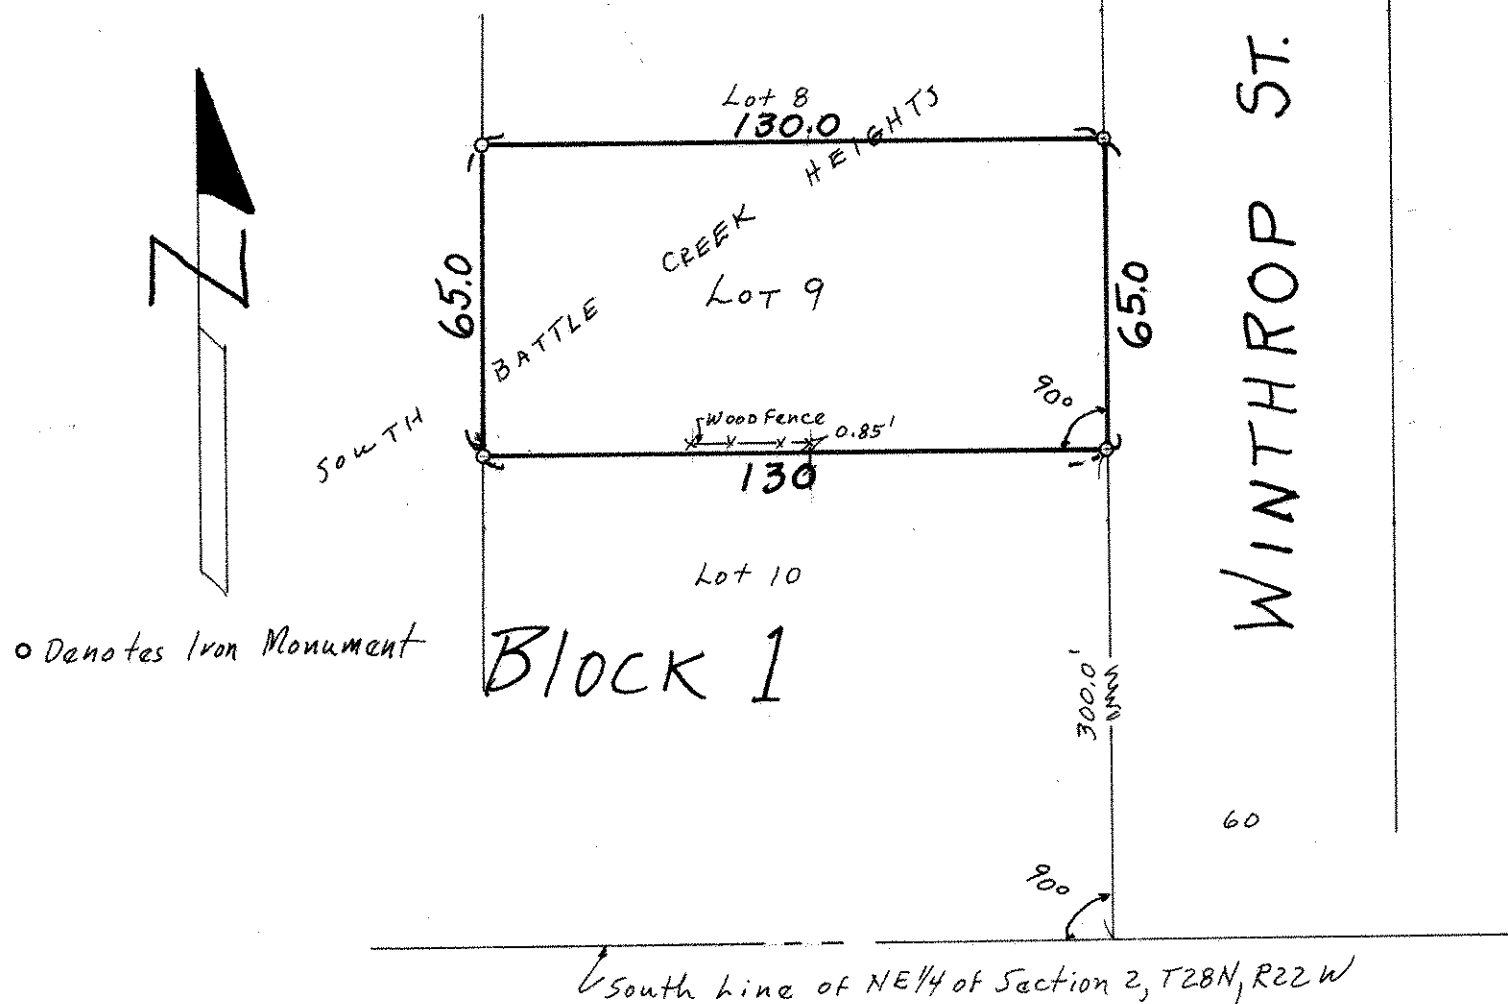 Lot 8
130.0
SOUTH BATTLE CREEK HEIGHTS
WINTHROP ST.
N
65.0
LOT 9
65.0
90°
Wood Fence
0.85'
130
Lot 10
o Denotes Iron Monument
BLOCK 1
300.0'
60
90°
South Line of NE 1/4 of Section 2, T28N, R22W